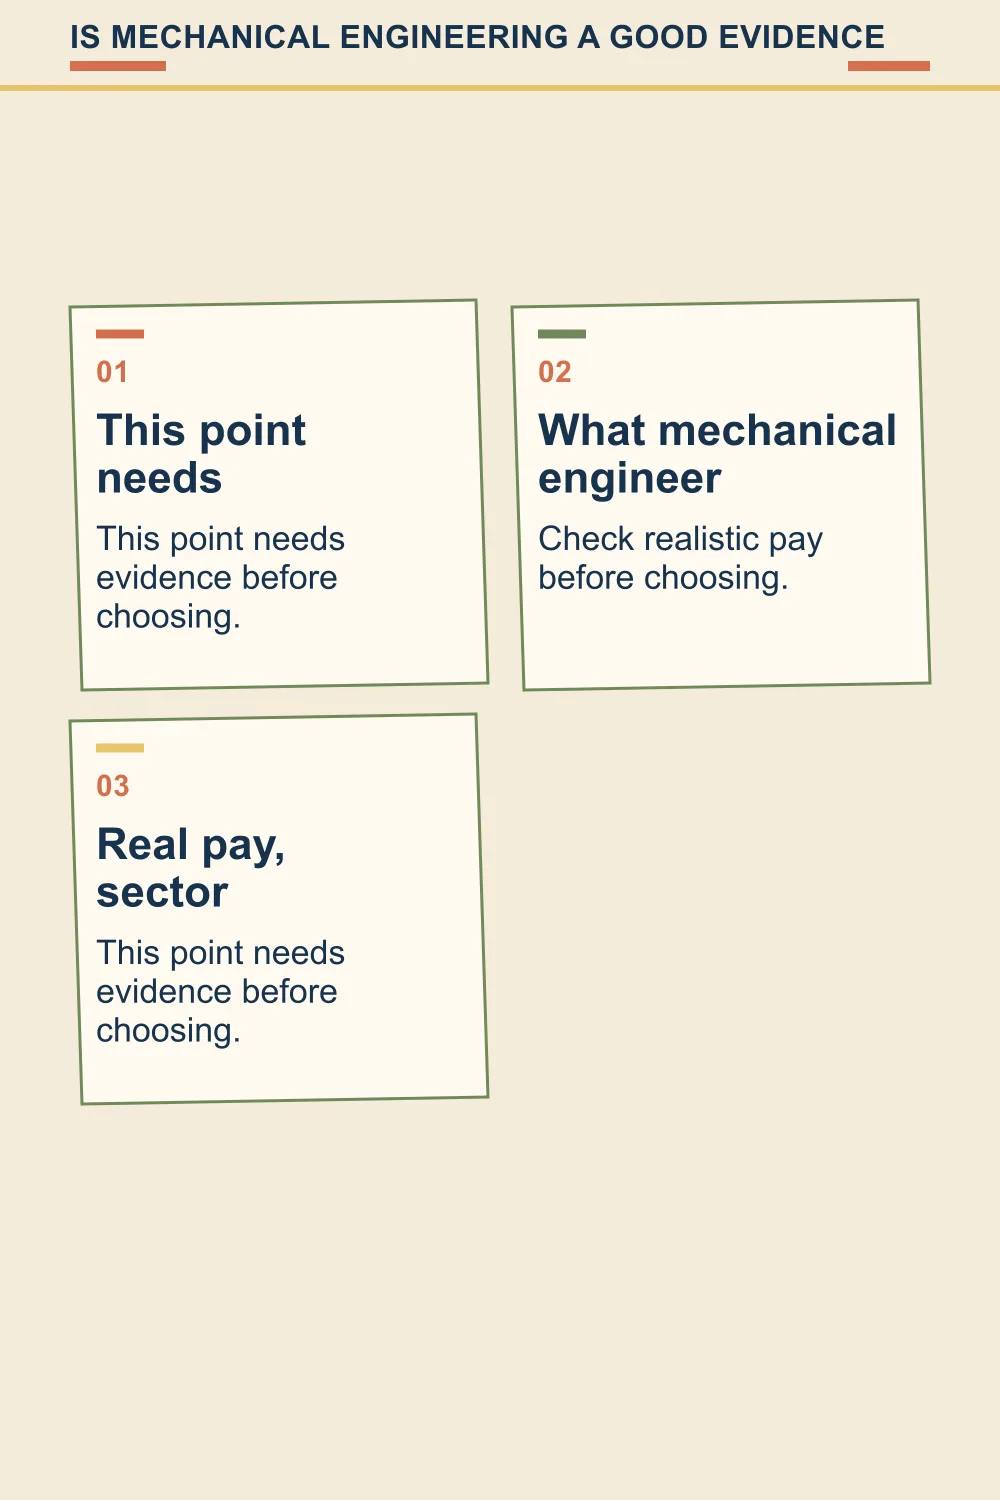 IS MECHANICAL ENGINEERING A GOOD EVIDENCE
01
This point
needs
This point needs
evidence before
choosing.
02
What mechanical
engineer
Check realistic pay
before choosing.
03
Real pay,
sector
This point needs
evidence before
choosing.